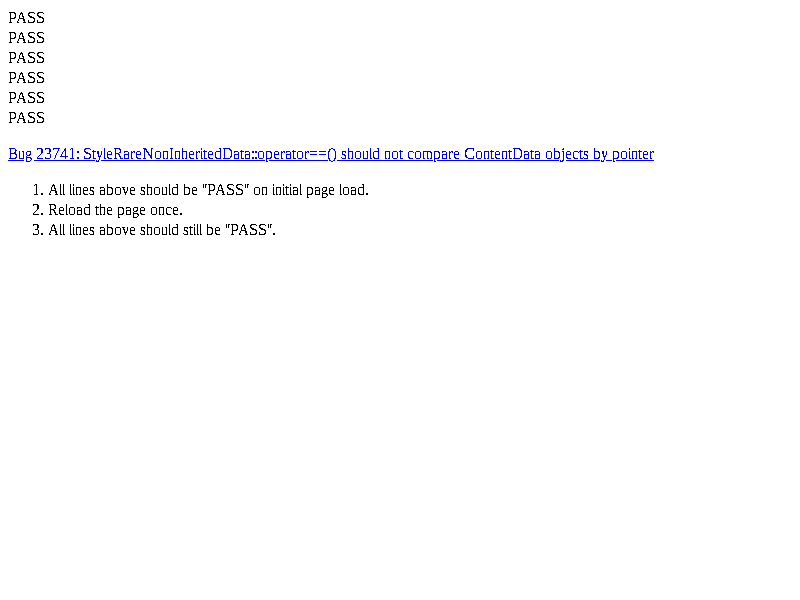 PASS
PASS
PASS
PASS
PASS
PASS
Bug 23741: StyleRareNonInheritedData::operator==() should not compare ContentData objects by pointer
1. All lines above should be "PASS" on initial page load.
2. Reload the page once.
3. All lines above should still be "PASS".